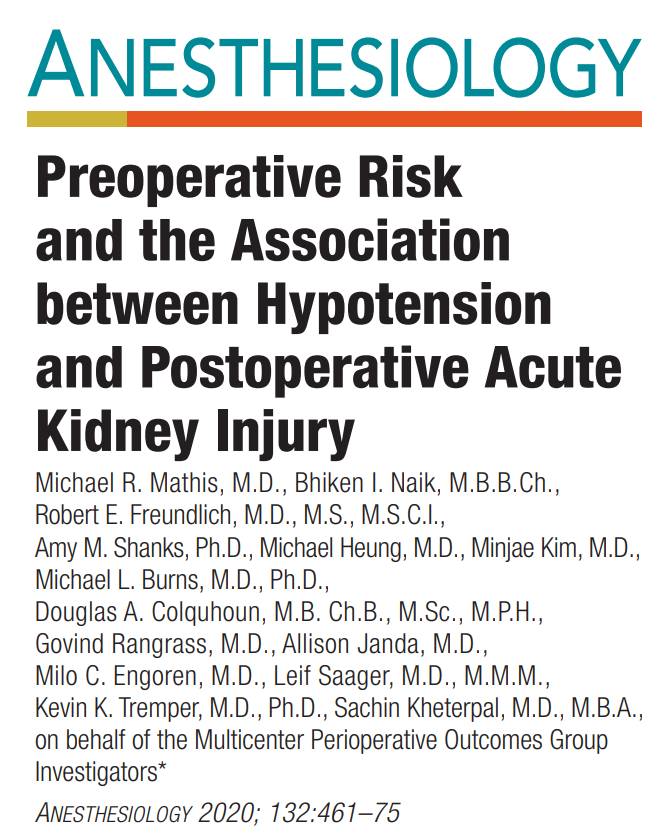 ANESTHESIOLOGY
Preoperative Risk
and the Association
between Hypotension
and Postoperative Acute
Kidney Injury
Michael R. Mathis, M.D., Bhiken I. Naik, M.B.B.Ch.,
Robert E. Freundlich, M.D., M.S., M.S.C.I.,
Amy M. Shanks, Ph.D., Michael Heung, M.D., Minjae Kim, M.D.,
Michael L. Burns, M.D., Ph.D.,
Douglas A. Colquhoun, M.B. Ch.B., M.Sc., M.P.H.,
Govind Rangrass, M.D., Allison Janda, M.D.,
Milo C. Engoren, M.D., Leif Saager, M.D., M.M.M.,
Kevin K. Tremper, M.D., Ph.D., Sachin Kheterpal, M.D., M.B.A.,
on behalf of the Multicenter Perioperative Outcomes Group
Investigators*
ANESTHESIOLOGY 2020; 132:461–75